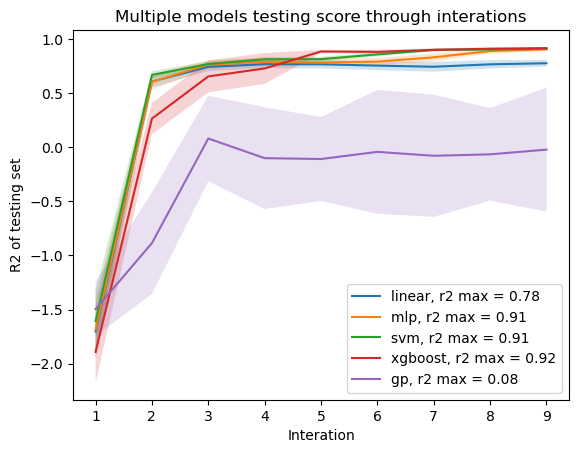 Multiple models testing score through interations
1.0
0.5
0.0
−0.5
−1.0
−1.5
−2.0
R2 of testing set
linear, r2 max = 0.78
mlp, r2 max = 0.91
svm, r2 max = 0.91
xgboost, r2 max = 0.92
gp, r2 max = 0.08
1 2 3 4 5 6 7 8 9
Interation